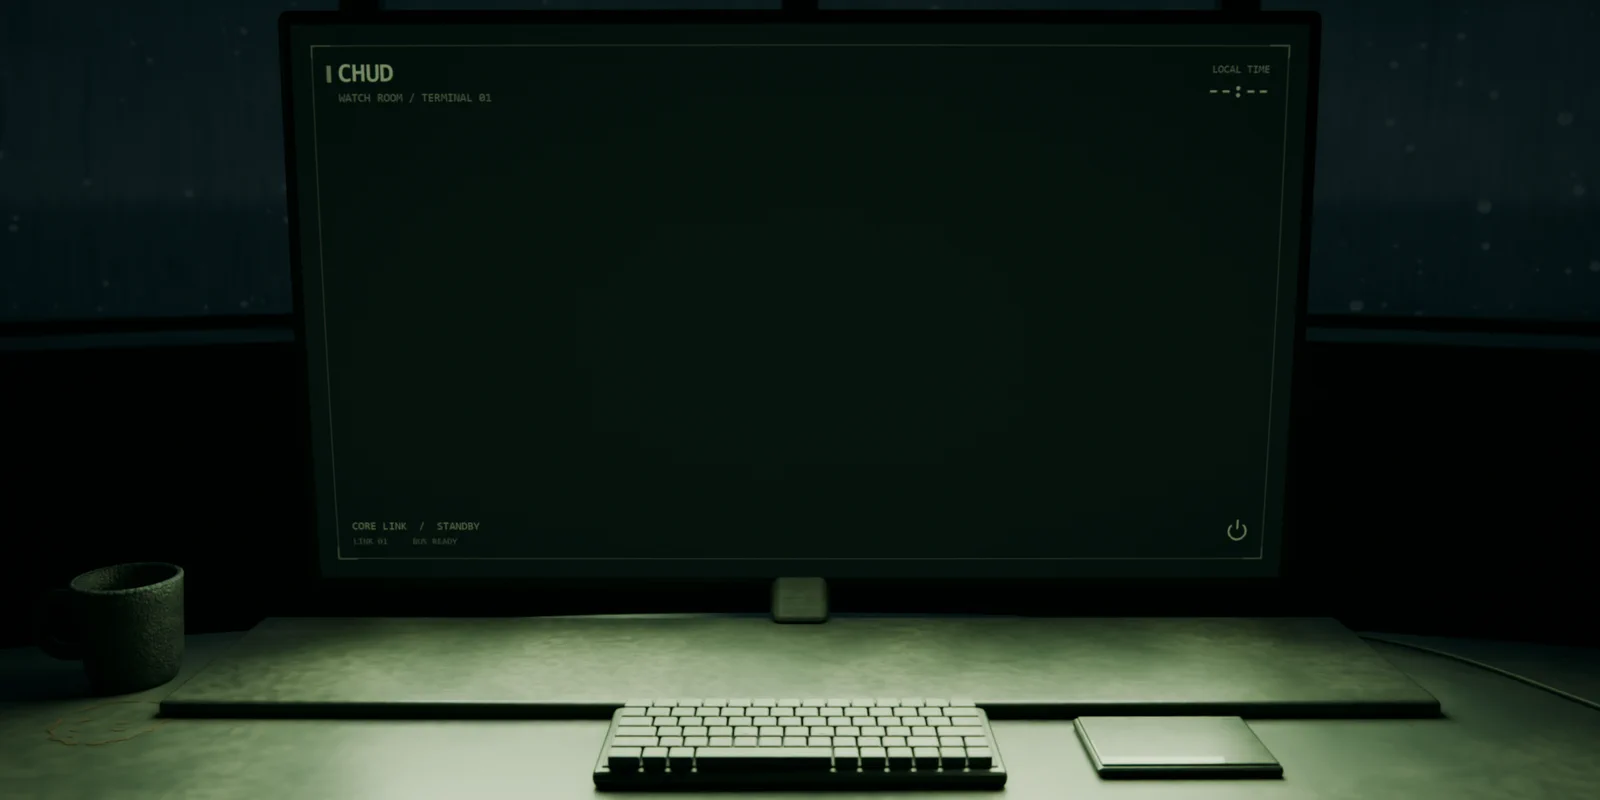 CHUD
WATCH ROOM / TERMINAL 01
LOCAL TIME
--:--
CORE LINK / STANDBY
LINK 01 BUS READY